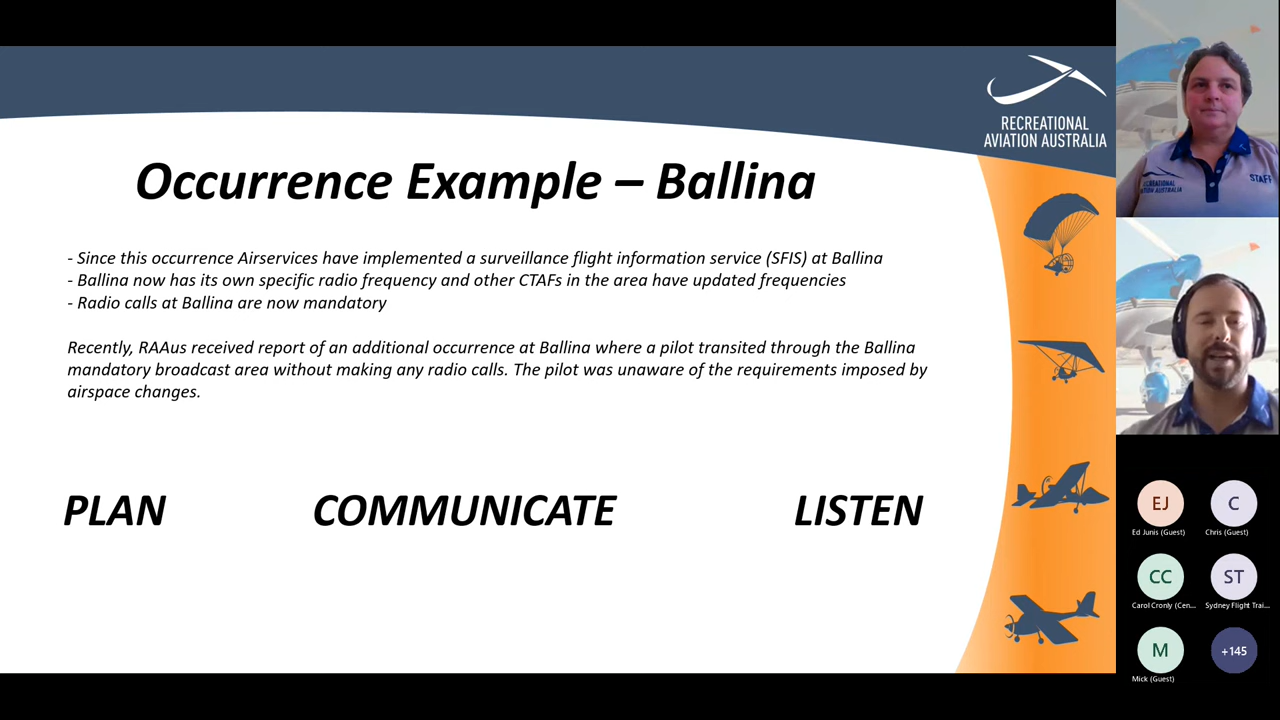 RECREATIONAL
AVIATION AUSTRALIA
Occurrence Example – Ballina
- Since this occurrence Airservices have implemented a surveillance flight information service (SFIS) at Ballina
- Ballina now has its own specific radio frequency and other CTAFs in the area have updated frequencies
- Radio calls at Ballina are now mandatory
Recently, RAAus received report of an additional occurrence at Ballina where a pilot transited through the Ballina
mandatory broadcast area without making any radio calls. The pilot was unaware of the requirements imposed by
airspace changes.
PLAN COMMUNICATE LISTEN
STAFF
AVIATION AUSTRALIA
EJ C
Ed Junis (Guest) Chris (Guest)
CC ST
Carol Cronly (Cen... Sydney Flight Trai...
M +145
Mick (Guest)